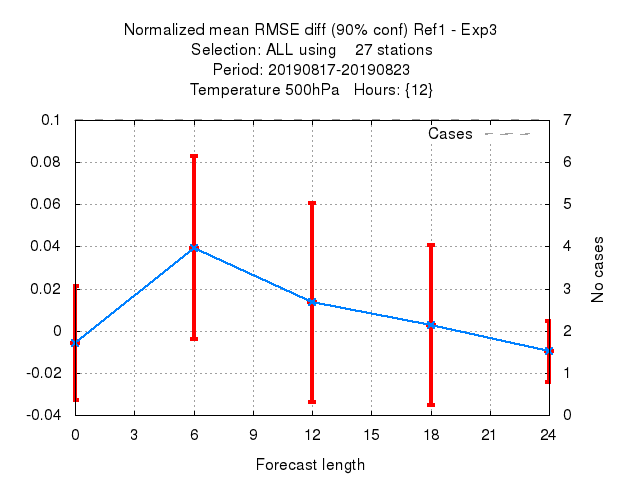 Normalized mean RMSE diff (90% conf) Ref1 - Exp3
Selection: ALL using 27 stations
Period: 20190817-20190823
Temperature 500hPa Hours: {12}
Cases
0.1
0.08
0.06
0.04
0.02
0
-0.02
-0.04
7
6
5
4
3
2
1
0
No cases
0 3 6 9 12 15 18 21 24
Forecast length